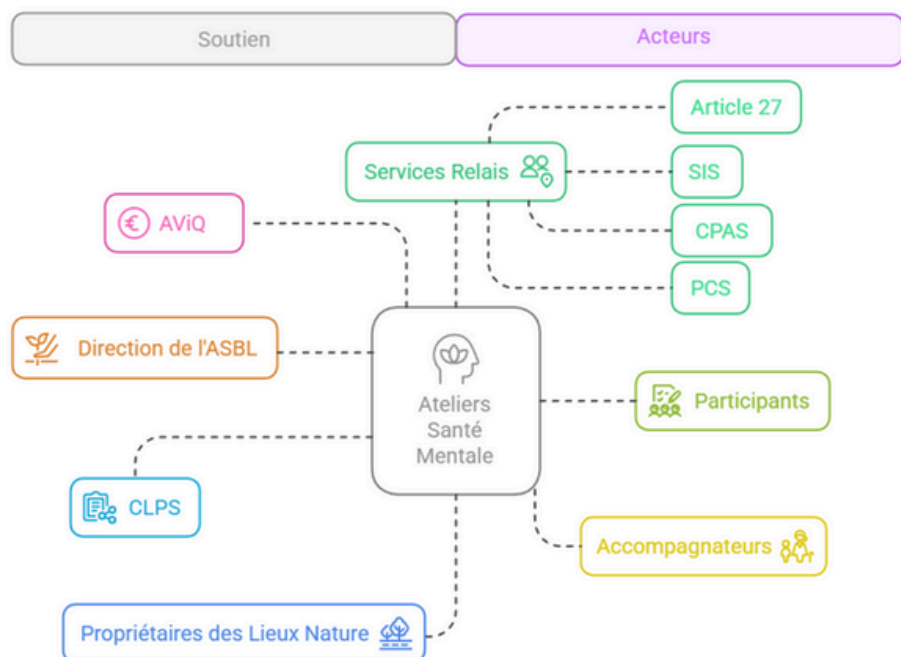 Soutien
Acteurs
Article 27
Services Relais
SIS
AViQ
CPAS
PCS
Direction de l'ASBL
Ateliers
Santé
Mentale
Participants
CLPS
Accompagnateurs
Propriétaires des Lieux Nature